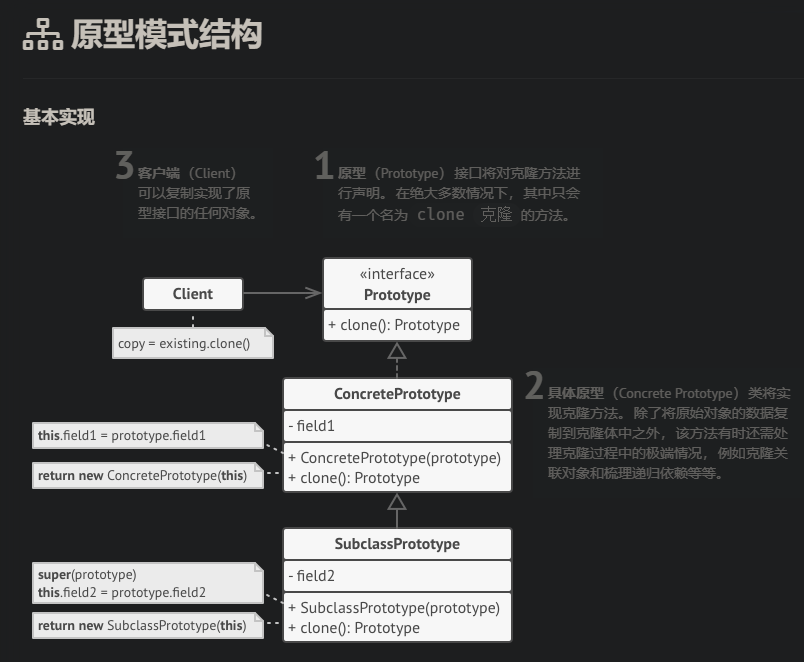 原型模式结构
基本实现
3
客户端 (Client)
可以复制实现了原
型接口的任何对象。
1
原型 (Prototype) 接口将对克隆方法进
行声明。 在绝大多数情况下, 其中只会
有一个名为 clone 克隆 的方法。
Client
copy = existing.clone()
«interface»
Prototype
+ clone(): Prototype
ConcretePrototype
- field1
+ ConcretePrototype(prototype)
+ clone(): Prototype
this.field1 = prototype.field1
return new ConcretePrototype(this)
2
具体原型 (Concrete Prototype) 类将实
现克隆方法。 除了将原始对象的数据复
制到克隆体中之外, 该方法有时还需处
理克隆过程中的极端情况, 例如克隆关
联对象和梳理递归依赖等等。
SubclassPrototype
- field2
+ SubclassPrototype(prototype)
+ clone(): Prototype
super(prototype)
this.field2 = prototype.field2
return new SubclassPrototype(this)